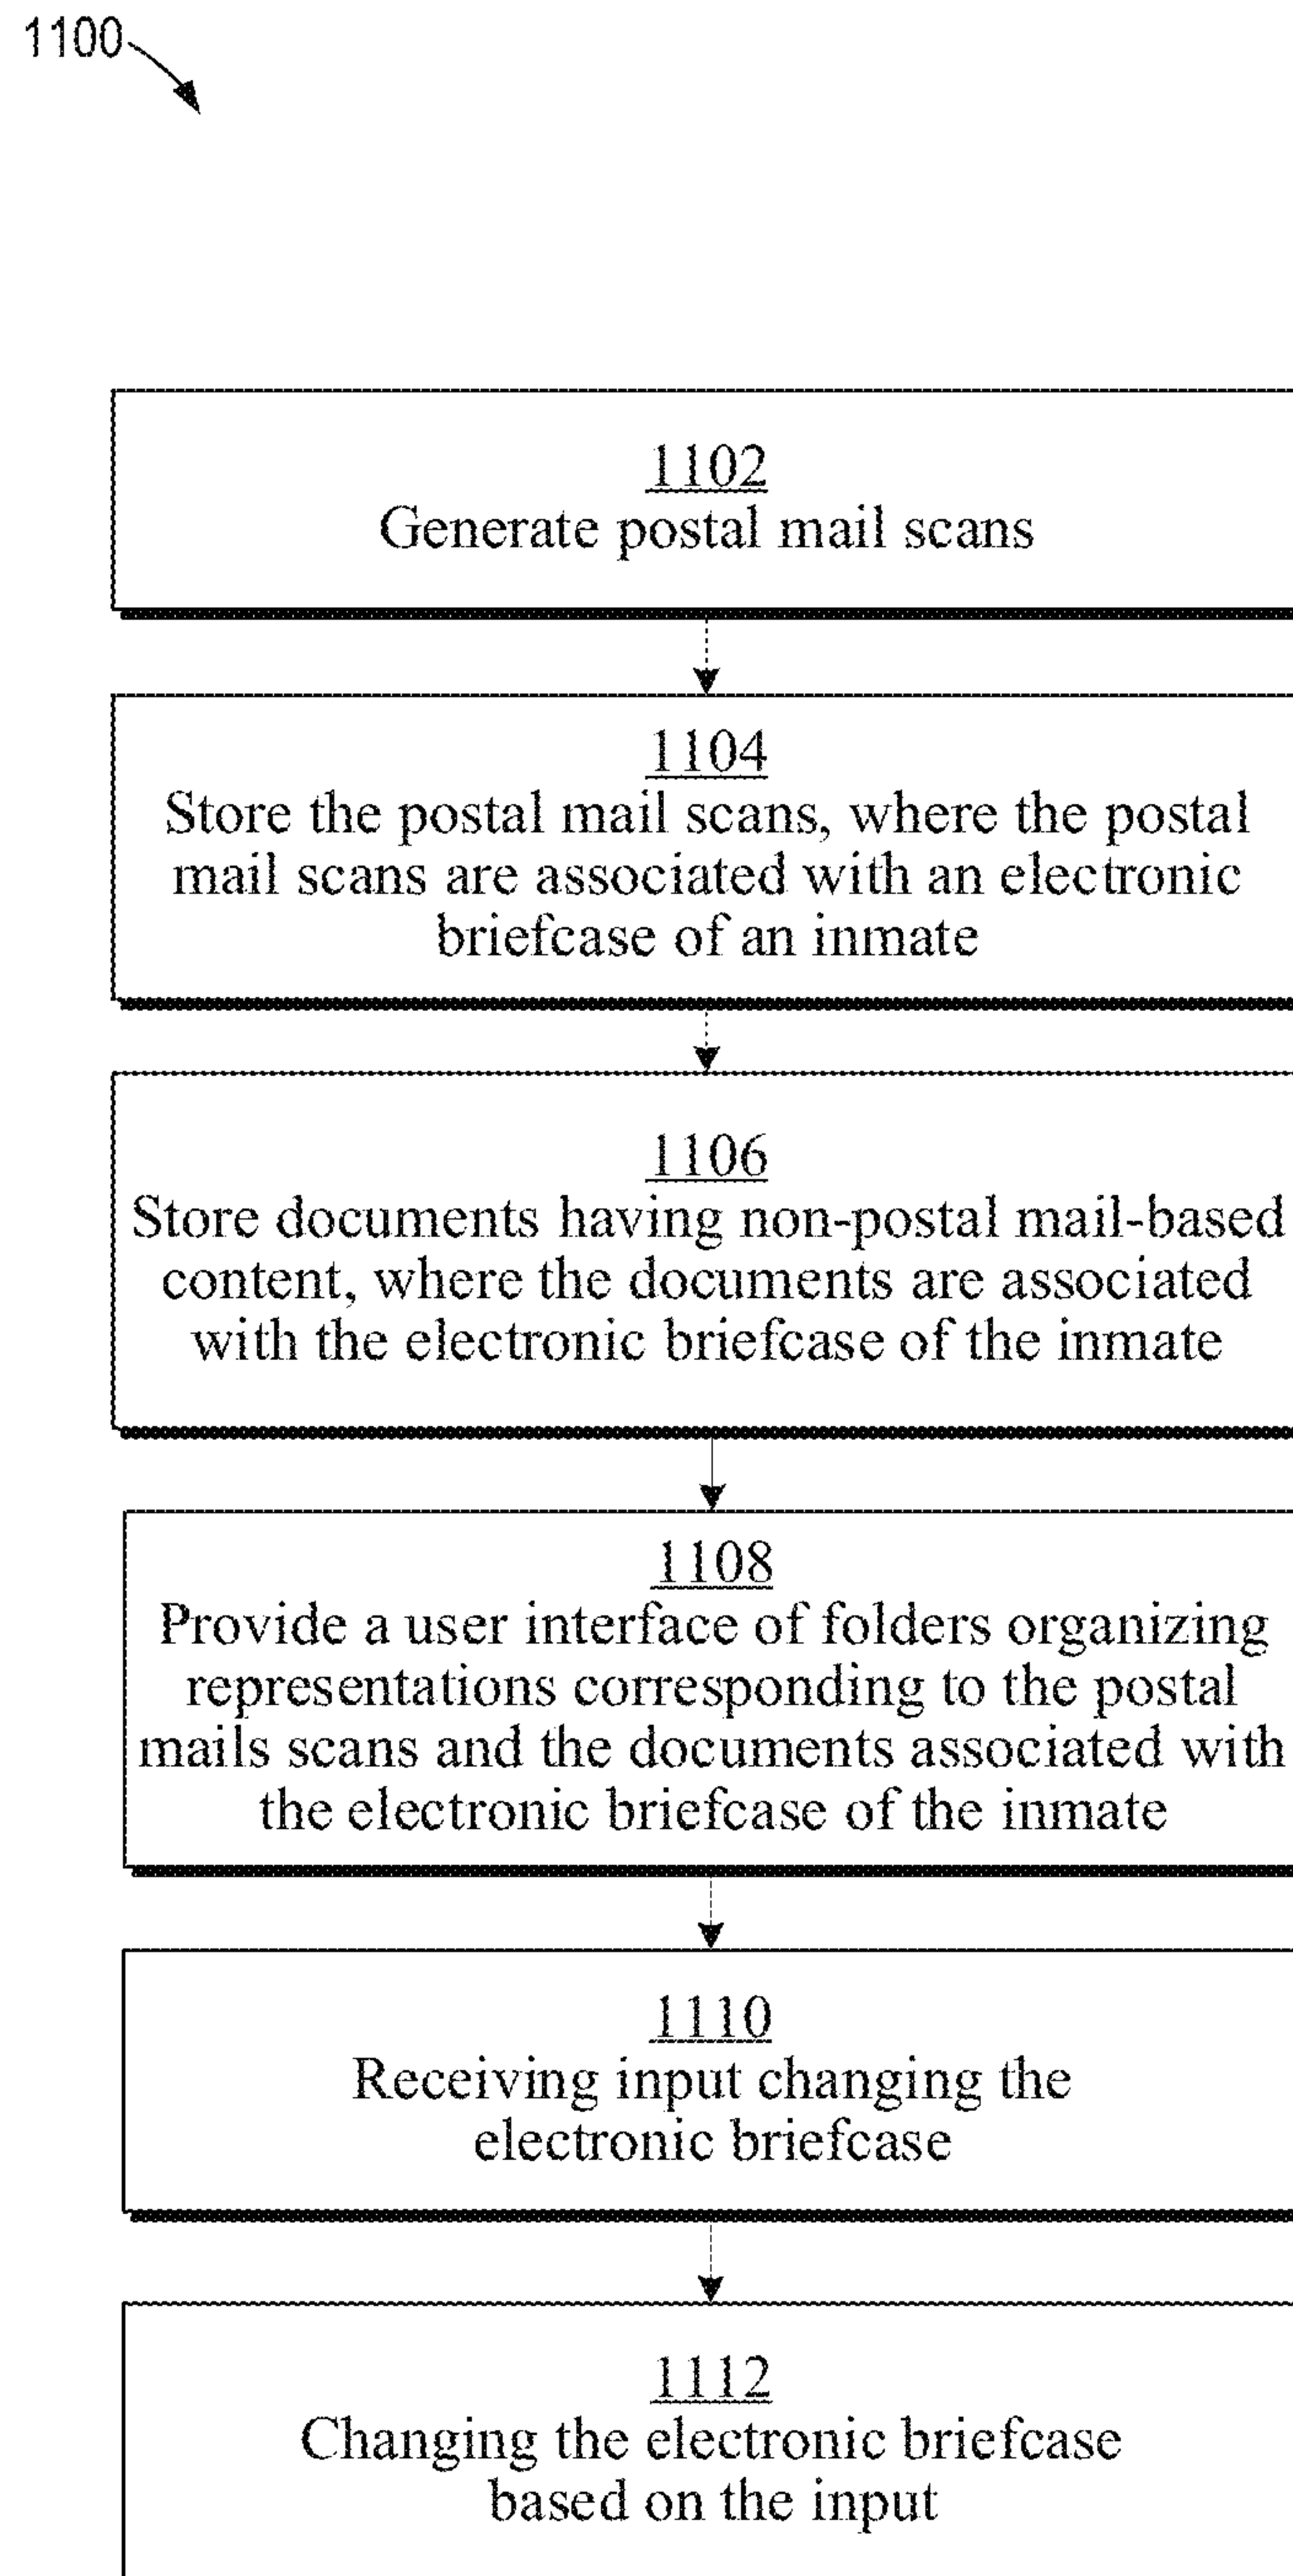 1100
1102
Generate postal mail scans
1104
Store the postal mail scans, where the postal
mail scans are associated with an electronic
briefcase of an inmate
1106
Store documents having non-postal mail-based
content, where the documents are associated
with the electronic briefcase of the inmate
1108
Provide a user interface of folders organizing
representations corresponding to the postal
mails scans and the documents associated with
the electronic briefcase of the inmate
1110
Receiving input changing the
electronic briefcase
1112
Changing the electronic briefcase
based on the input